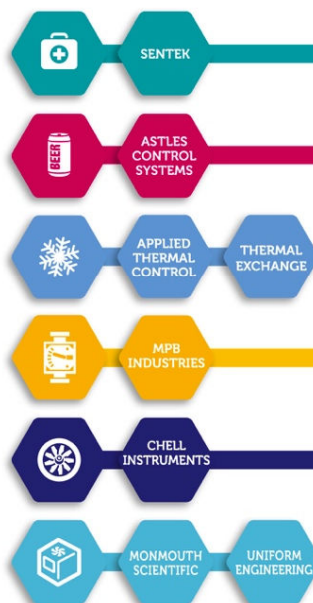 SENTEK
BEER
ASTLES
CONTROL
SYSTEMS
APPLIED
THERMAL
CONTROL
THERMAL
EXCHANGE
MPB
INDUSTRIES
CHELL
INSTRUMENTS
MONMOUTH
SCIENTIFIC
UNIFORM
ENGINEERING